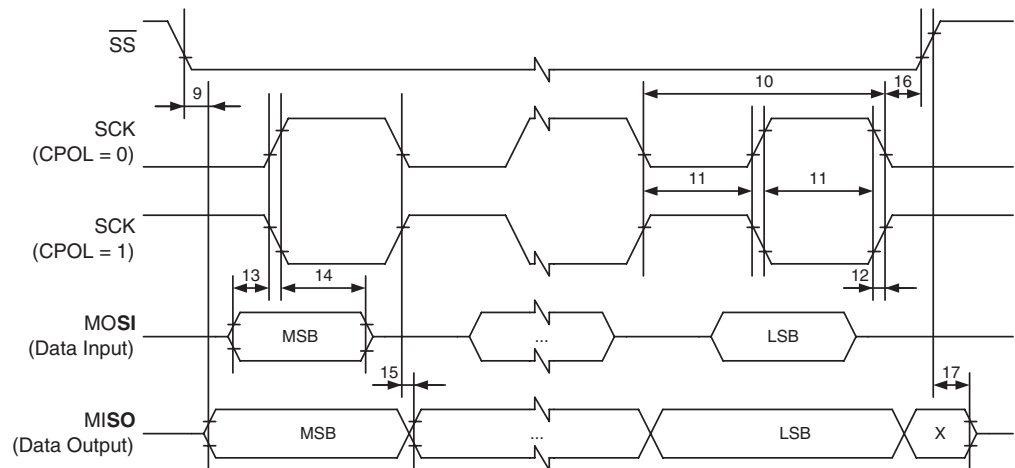 SS
9
10
16
SCK
(CPOL = 0)
11
11
SCK
(CPOL = 1)
12
13
14
MOSI
(Data Input)
MSB
...
LSB
15
17
MISO
(Data Output)
MSB
...
LSB
X